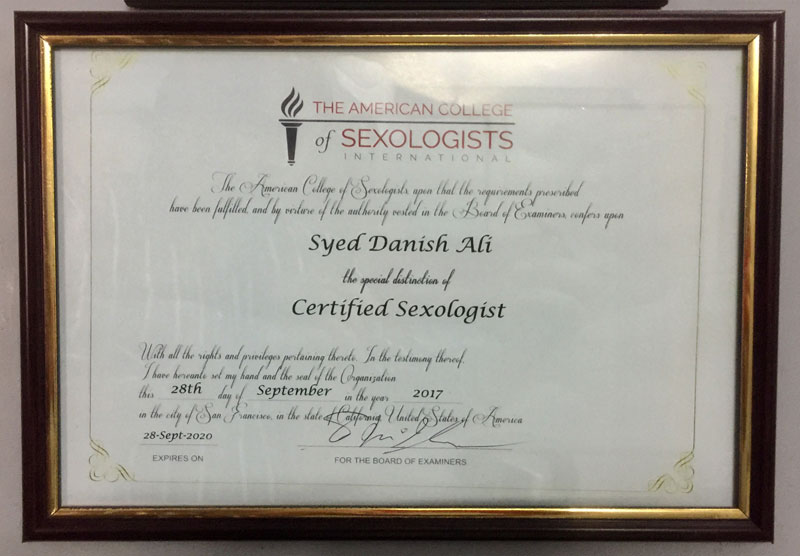 THE AMERICAN COLLEGE
of SEXOLOGISTS
INTERNATIONAL
The American College of Sexologists, upon that the requirements prescribed
have been fulfilled, and by virture of the authority vested in the Board of Examiners, confers upon
Syed Danish Ali
the special distinction of
Certified Sexologist
With all the rights and privileges pertaining thereto. In the testimony thereof.
I have hereunto set my hand and the seal of the Organization
this 28th day of September in the year 2017
in the city of San Francisco, in the state of California, United States of America
28-Sept-2020
EXPIRES ON
FOR THE BOARD OF EXAMINERS